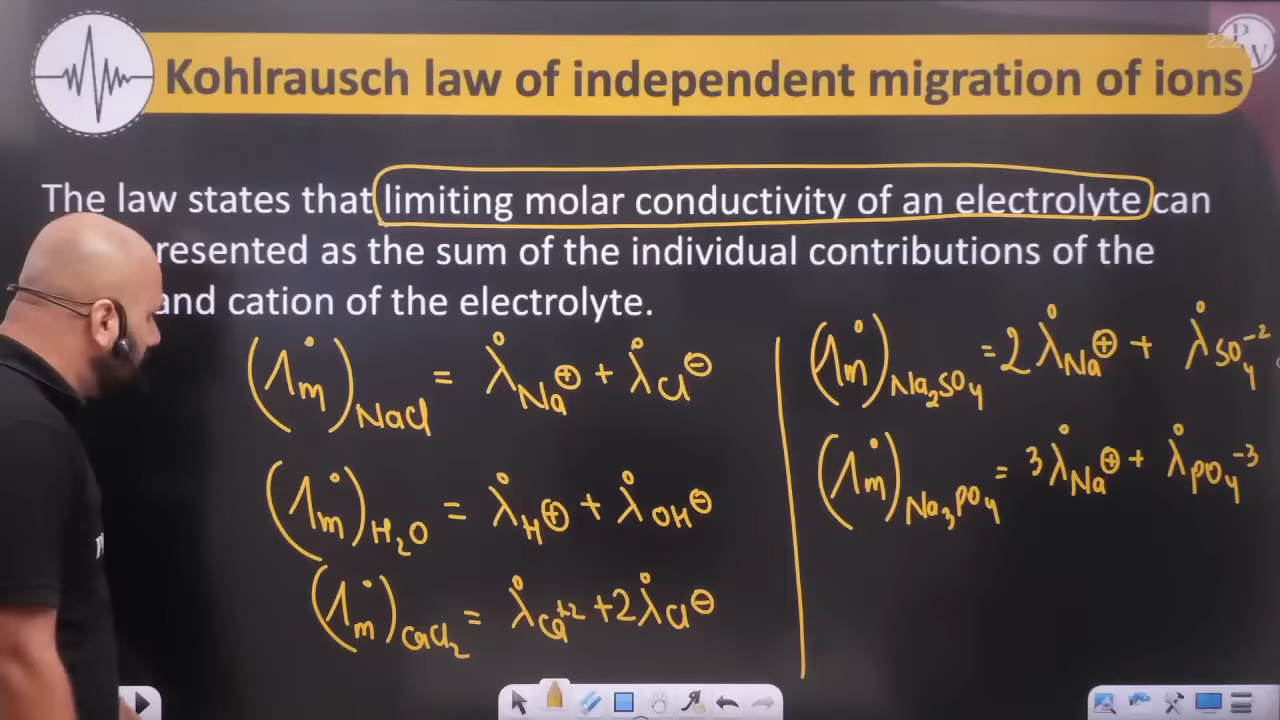 Kohlrausch law of independent migration of ions
The law states that limiting molar conductivity of an electrolyte can
resented as the sum of the individual contributions of the
and cation of the electrolyte.
(Λ°m)NaCl = λ°Na⊕ + λ°Cl⊖
(Λ°m)H₂O = λ°H⊕ + λ°OH⊖
(Λ°m)CaCl₂ = λ°Ca⁺² + 2λ°Cl⊖
(Λ°m)Na₂SO₄ = 2λ°Na⊕ + λ°SO₄⁻²
(Λ°m)Na₃PO₄ = 3λ°Na⊕ + λ°PO₄⁻³
PW